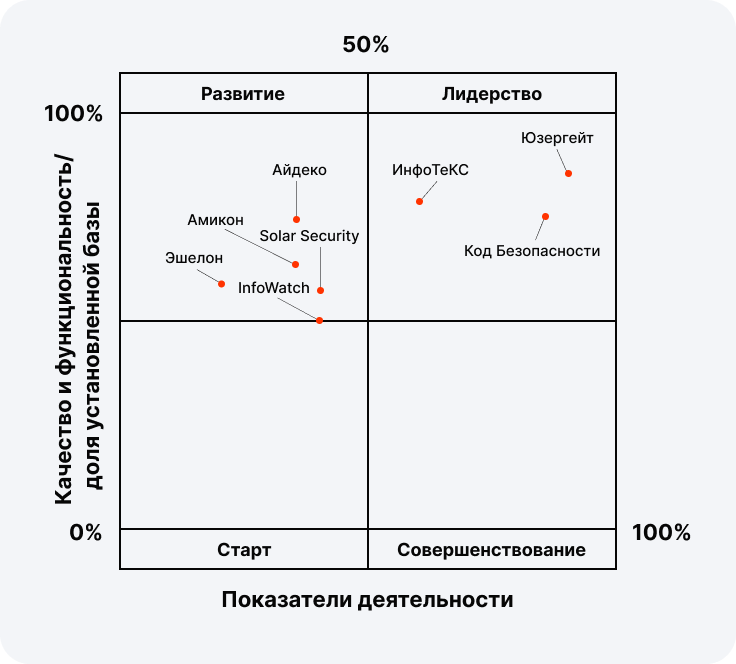 50%
Развитие
Лидерство
100%
Юзергейт
Айдеко
ИнфоТеКС
Амикон
Solar Security
Код Безопасности
Эшелон
InfoWatch
Качество и функциональность/
доля установленной базы
0%
100%
Старт
Совершенствование
Показатели деятельности